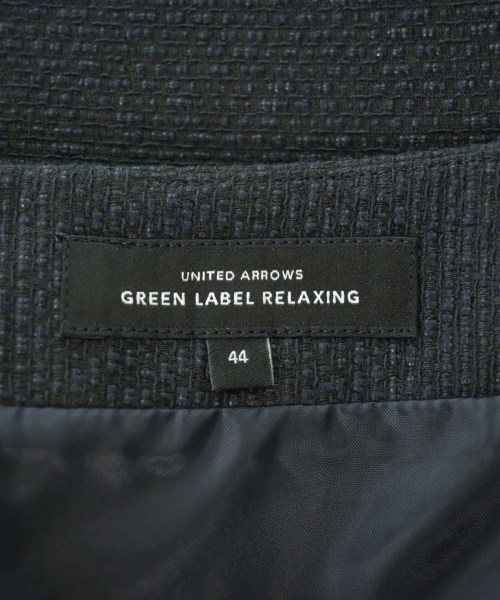 UNITED ARROWS
GREEN LABEL RELAXING
44